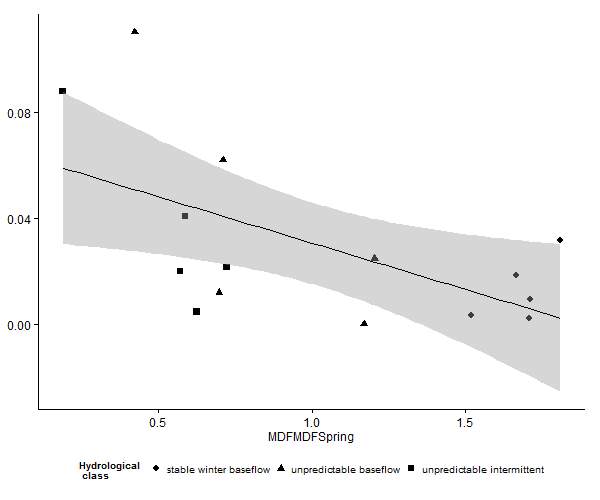 0.08
0.04
0.00
0.5 1.0 1.5
MDFMDFSpring
Hydrological
class
stable winter baseflow unpredictable baseflow unpredictable intermittent